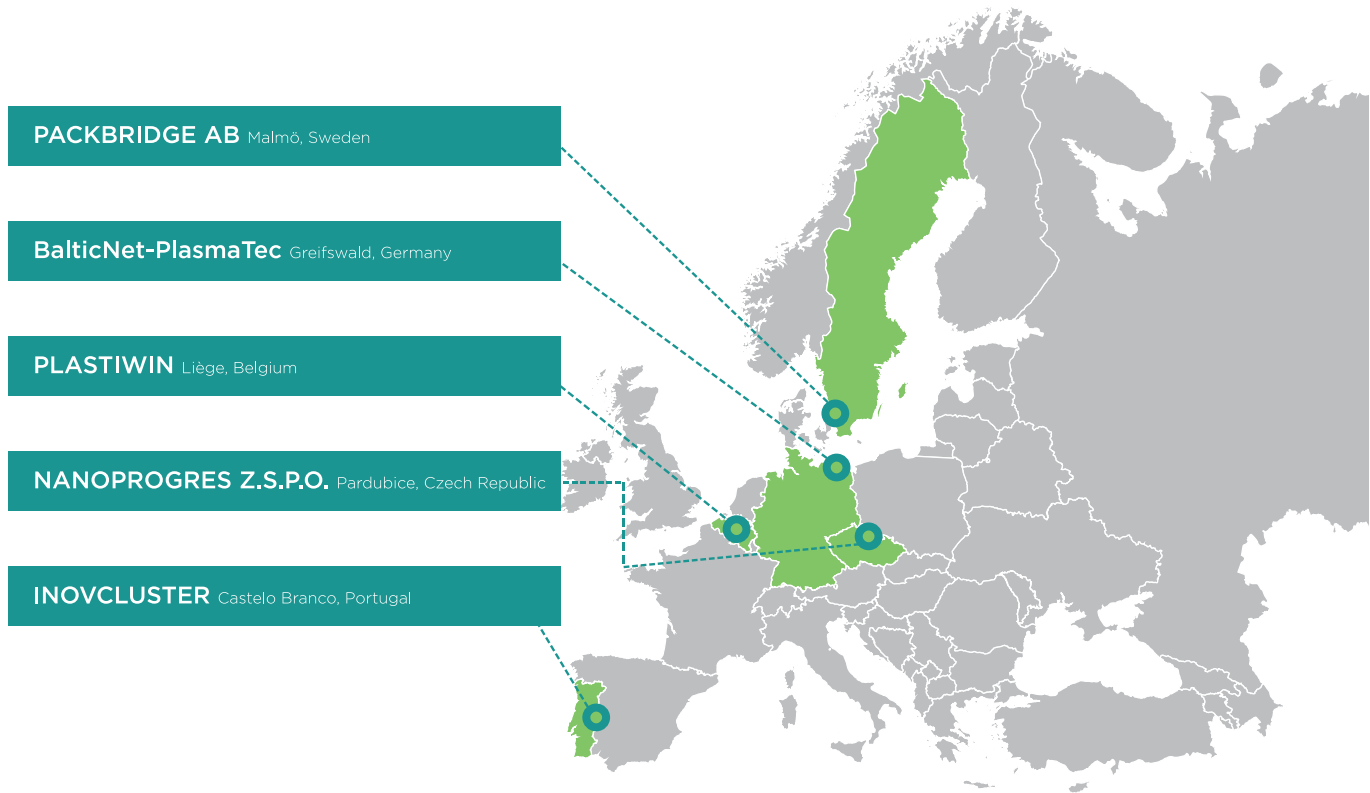 PACKBRIDGE AB Malmö, Sweden
BalticNet-PlasmaTec Greifswald, Germany
PLASTIWIN Liège, Belgium
NANOPROGRES Z.S.P.O. Pardubice, Czech Republic
INOVCLUSTER Castelo Branco, Portugal